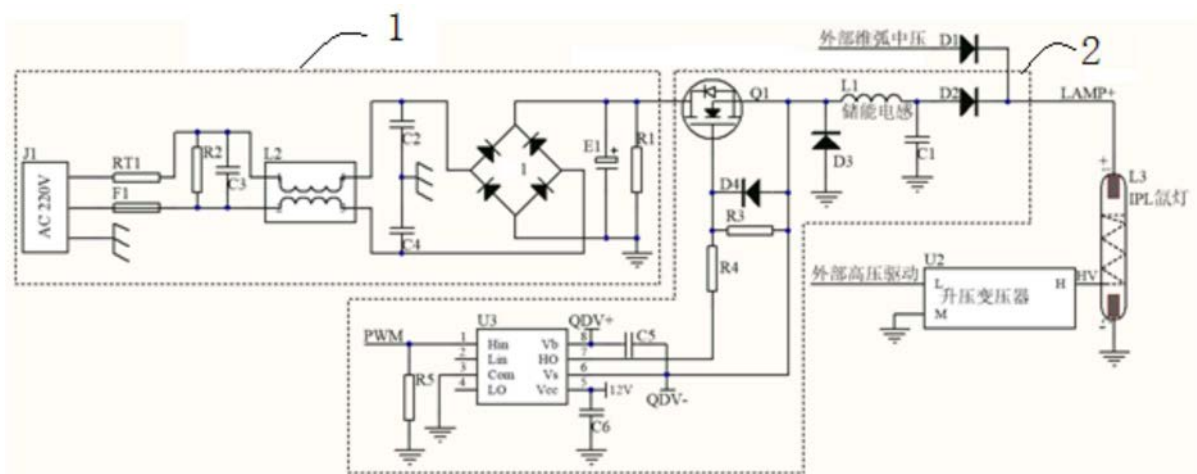 1
2
外部维弧中压
D1
Q1
L1
储能电感
D2
LAMP+
J1
AC 220V
RT1
R2
C3
F1
L2
C2
C4
1
E1
+
R1
D3
C1
D4
R3
R4
+
L3
IPL氙灯
-
外部高压驱动
U2
L
H
M
升压变压器
HV
PWM
R5
U3
1
Hin
2
Lin
3
Com
4
LO
Vb
8
HO
7
Vs
6
Vcc
5
QDV+
C5
12V
QDV-
C6